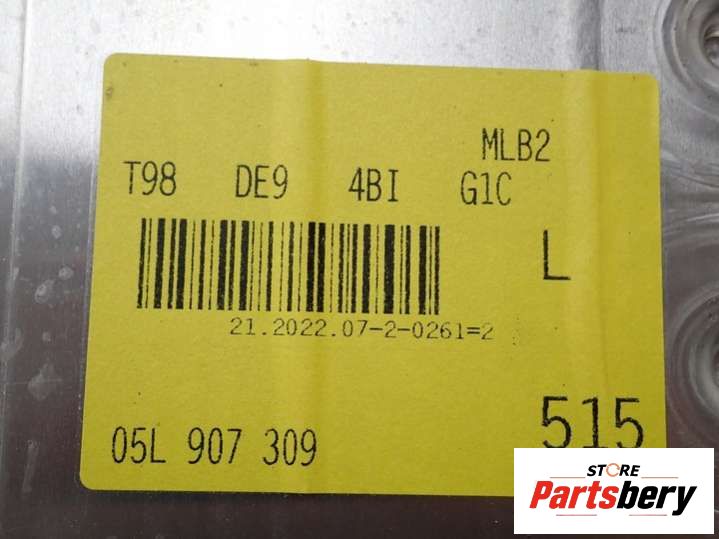 MLB2
T98 DE9 4BI G1C
L
21.2022.07-2-0261=2
05L 907 309 515
STORE
Partsbery